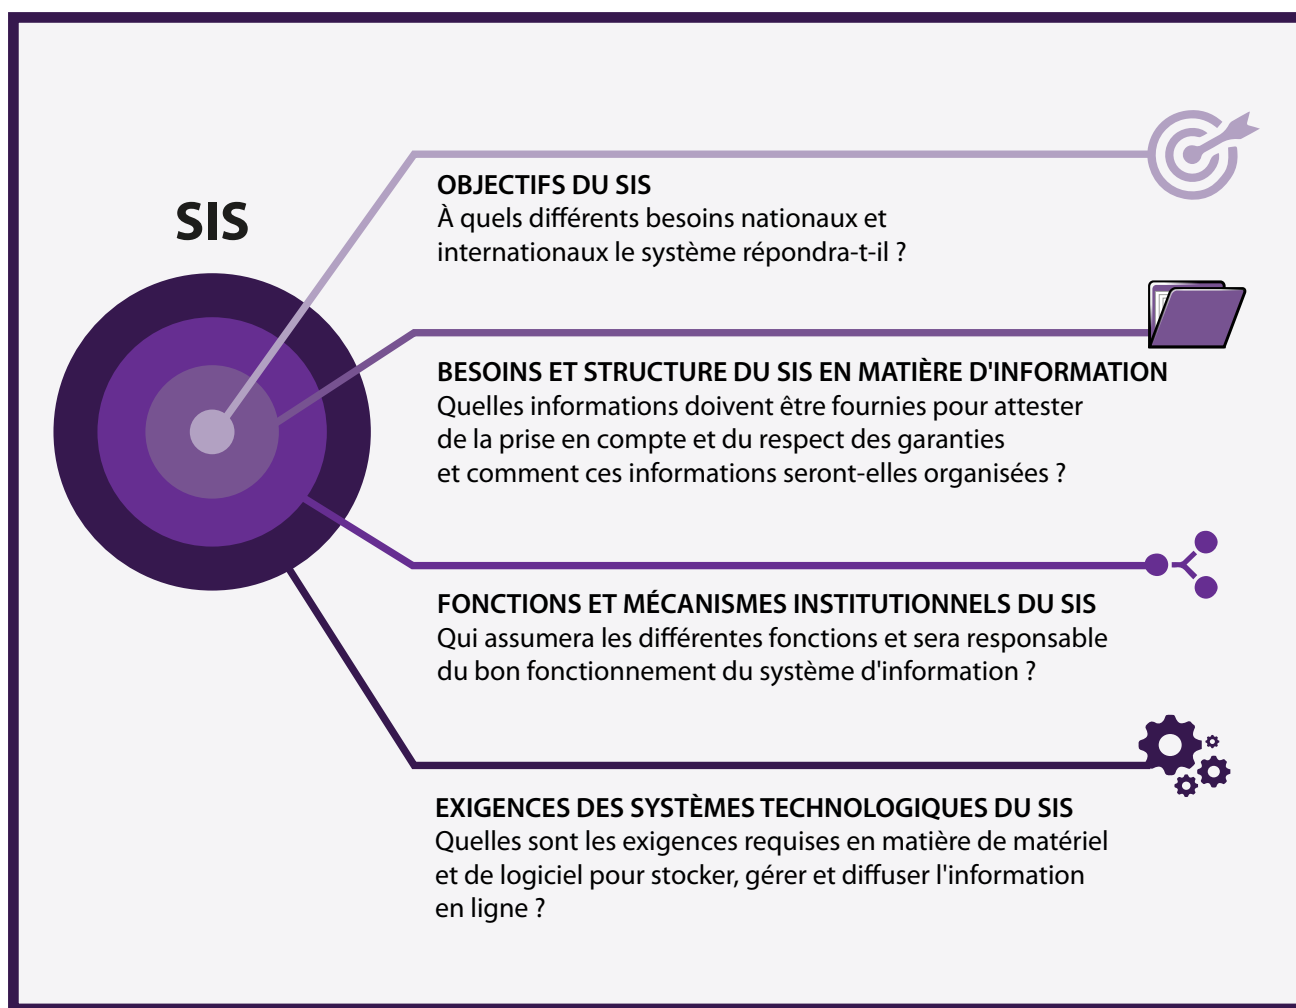 SIS
OBJECTIFS DU SIS
À quels différents besoins nationaux et
internationaux le système répondra-t-il ?
BESOINS ET STRUCTURE DU SIS EN MATIÈRE D'INFORMATION
Quelles informations doivent être fournies pour attester
de la prise en compte et du respect des garanties
et comment ces informations seront-elles organisées ?
FONCTIONS ET MÉCANISMES INSTITUTIONNELS DU SIS
Qui assumera les différentes fonctions et sera responsable
du bon fonctionnement du système d'information ?
EXIGENCES DES SYSTÈMES TECHNOLOGIQUES DU SIS
Quelles sont les exigences requises en matière de matériel
et de logiciel pour stocker, gérer et diffuser l'information
en ligne ?